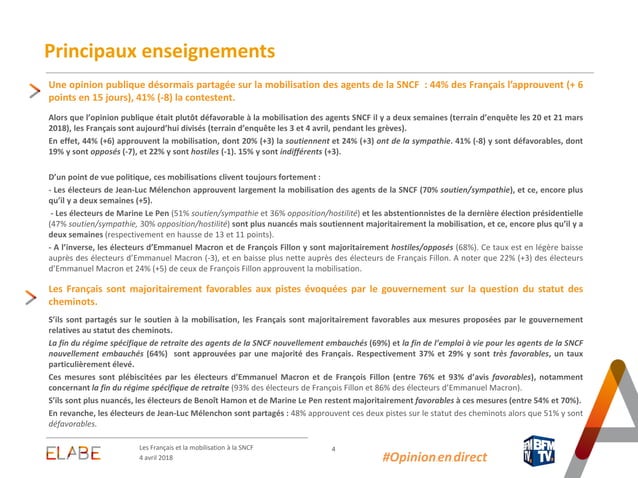 Principaux enseignements
Une opinion publique désormais partagée sur la mobilisation des agents de la SNCF : 44% des Français l’approuvent (+ 6
points en 15 jours), 41% (-8) la contestent.
Alors que l’opinion publique était plutôt défavorable à la mobilisation des agents SNCF il y a deux semaines (terrain d’enquête les 20 et 21 mars
2018), les Français sont aujourd’hui divisés (terrain d’enquête les 3 et 4 avril, pendant les grèves).
En effet, 44% (+6) approuvent la mobilisation, dont 20% (+3) la soutiennent et 24% (+3) ont de la sympathie. 41% (-8) y sont défavorables, dont
19% y sont opposés (-7), et 22% y sont hostiles (-1). 15% y sont indifférents (+3).
D’un point de vue politique, ces mobilisations clivent toujours fortement :
- Les électeurs de Jean-Luc Mélenchon approuvent largement la mobilisation des agents de la SNCF (70% soutien/sympathie), et ce, encore plus
qu’il y a deux semaines (+5).
- Les électeurs de Marine Le Pen (51% soutien/sympathie et 36% opposition/hostilité) et les abstentionnistes de la dernière élection présidentielle
(47% soutien/sympathie, 30% opposition/hostilité) sont plus nuancés mais soutiennent majoritairement la mobilisation, et ce, encore plus qu’il y a
deux semaines (respectivement en hausse de 13 et 11 points).
- A l’inverse, les électeurs d’Emmanuel Macron et de François Fillon y sont majoritairement hostiles/opposés (68%). Ce taux est en légère baisse
auprès des électeurs d’Emmanuel Macron (-3), et en baisse plus nette auprès des électeurs de François Fillon. A noter que 22% (+3) des électeurs
d’Emmanuel Macron et 24% (+5) de ceux de François Fillon approuvent la mobilisation.
Les Français sont majoritairement favorables aux pistes évoquées par le gouvernement sur la question du statut des
cheminots.
S’ils sont partagés sur le soutien à la mobilisation, les Français sont majoritairement favorables aux mesures proposées par le gouvernement
relatives au statut des cheminots.
La fin du régime spécifique de retraite des agents de la SNCF nouvellement embauchés (69%) et la fin de l’emploi à vie pour les agents de la SNCF
nouvellement embauchés (64%) sont approuvées par une majorité des Français. Respectivement 37% et 29% y sont très favorables, un taux
particulièrement élevé.
Ces mesures sont plébiscitées par les électeurs d’Emmanuel Macron et de François Fillon (entre 76% et 93% d’avis favorables), notamment
concernant la fin du régime spécifique de retraite (93% des électeurs de François Fillon et 86% des électeurs d’Emmanuel Macron).
S’ils sont plus nuancés, les électeurs de Benoît Hamon et de Marine Le Pen restent majoritairement favorables à ces mesures (entre 54% et 70%).
En revanche, les électeurs de Jean-Luc Mélenchon sont partagés : 48% approuvent ces deux pistes sur le statut des cheminots alors que 51% y sont
défavorables.
ELABE
Les Français et la mobilisation à la SNCF
4 avril 2018
4
#Opinionendirect
BFM
TV.